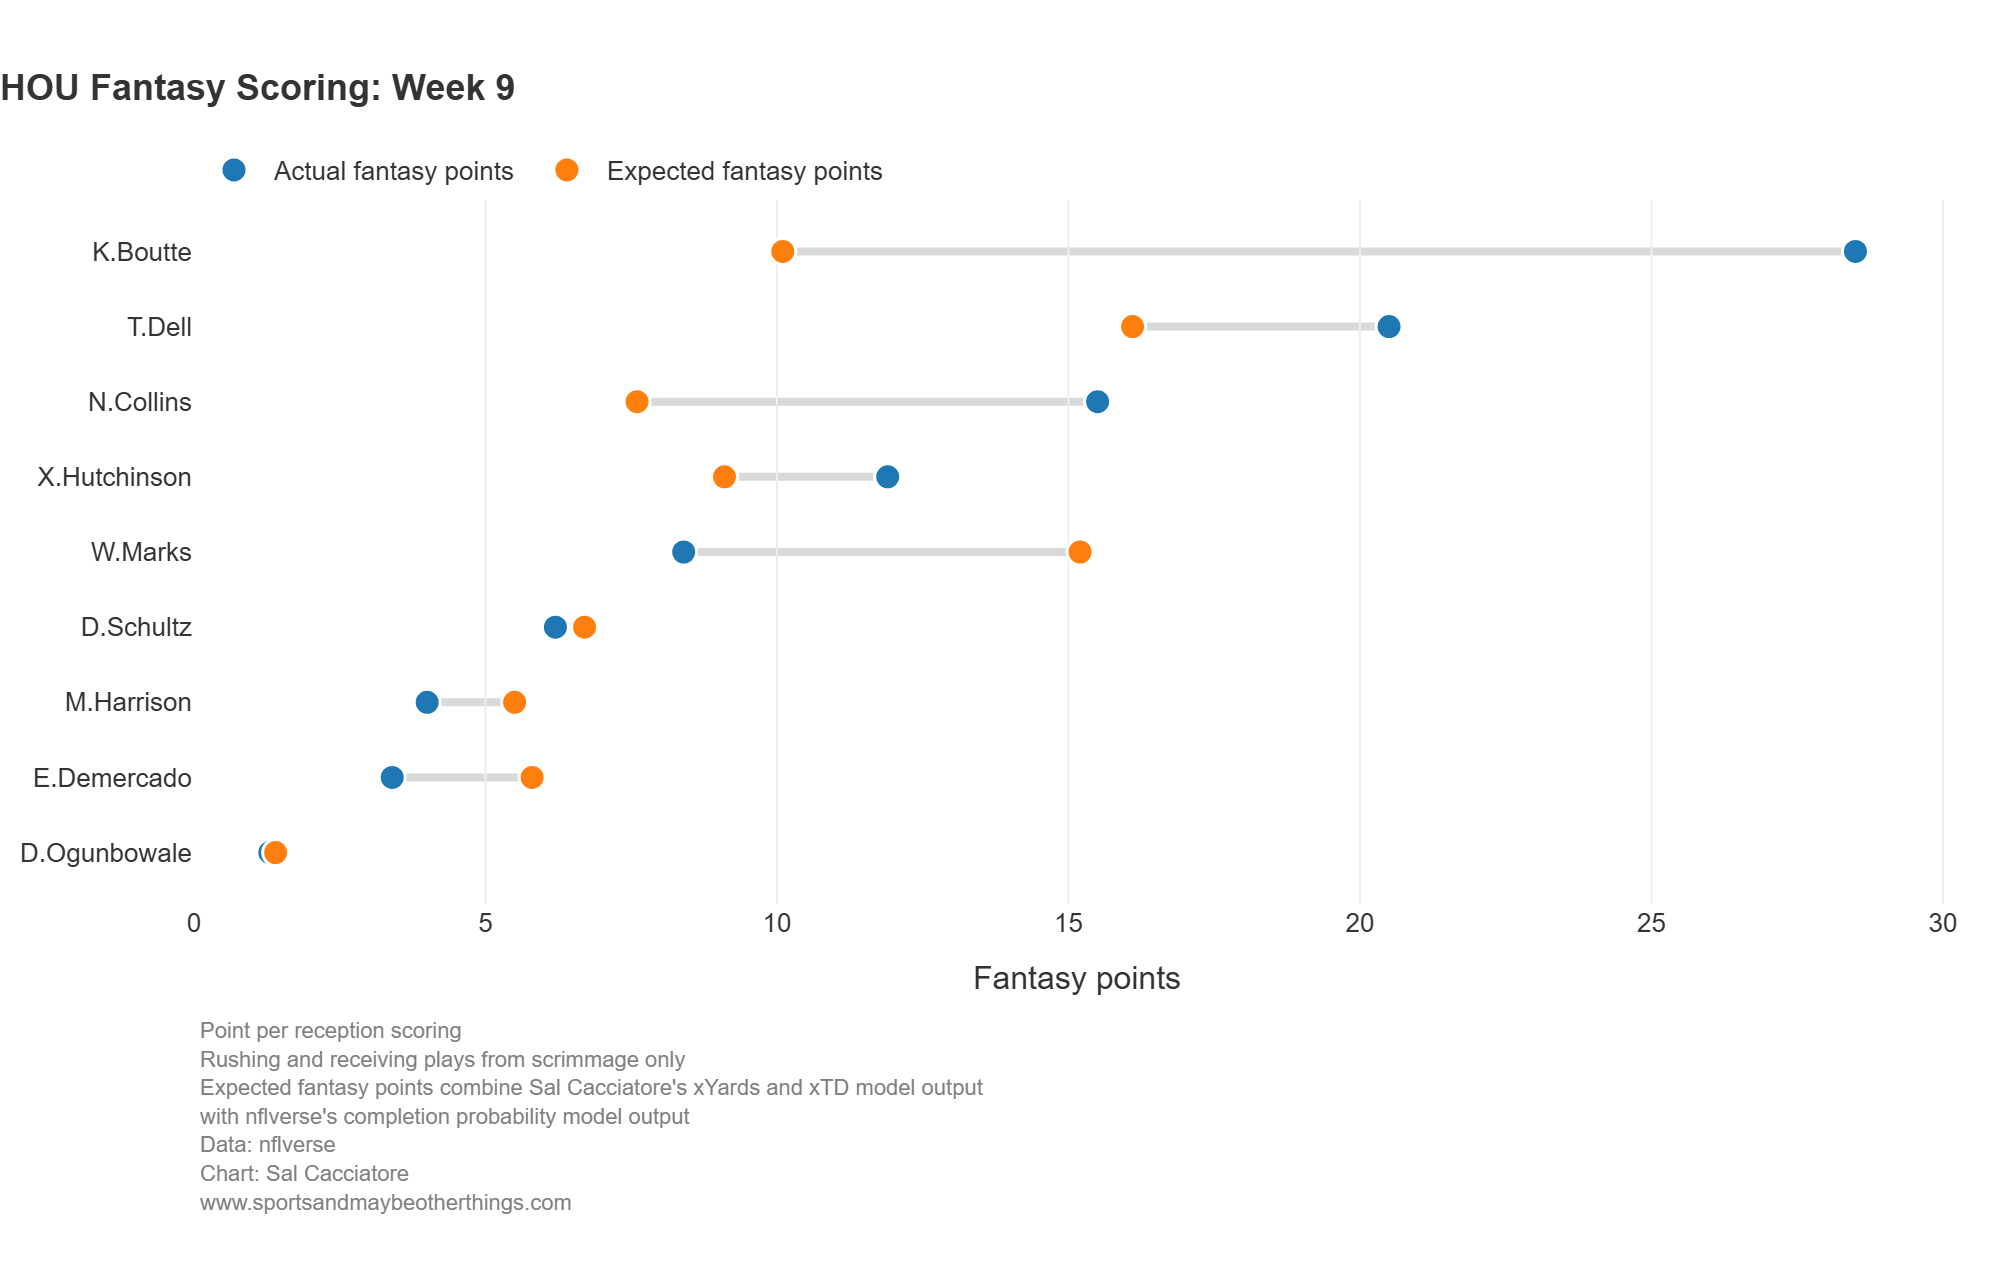 HOU Fantasy Scoring: Week 9
Actual fantasy points
Expected fantasy points
K.Boutte
T.Dell
N.Collins
X.Hutchinson
W.Marks
D.Schultz
M.Harrison
E.Demercado
D.Ogunbowale
0 5 10 15 20 25 30
Fantasy points
Point per reception scoring
Rushing and receiving plays from scrimmage only
Expected fantasy points combine Sal Cacciatore's xYards and xTD model output
with nflverse's completion probability model output
Data: nflverse
Chart: Sal Cacciatore
www.sportsandmaybeotherthings.com